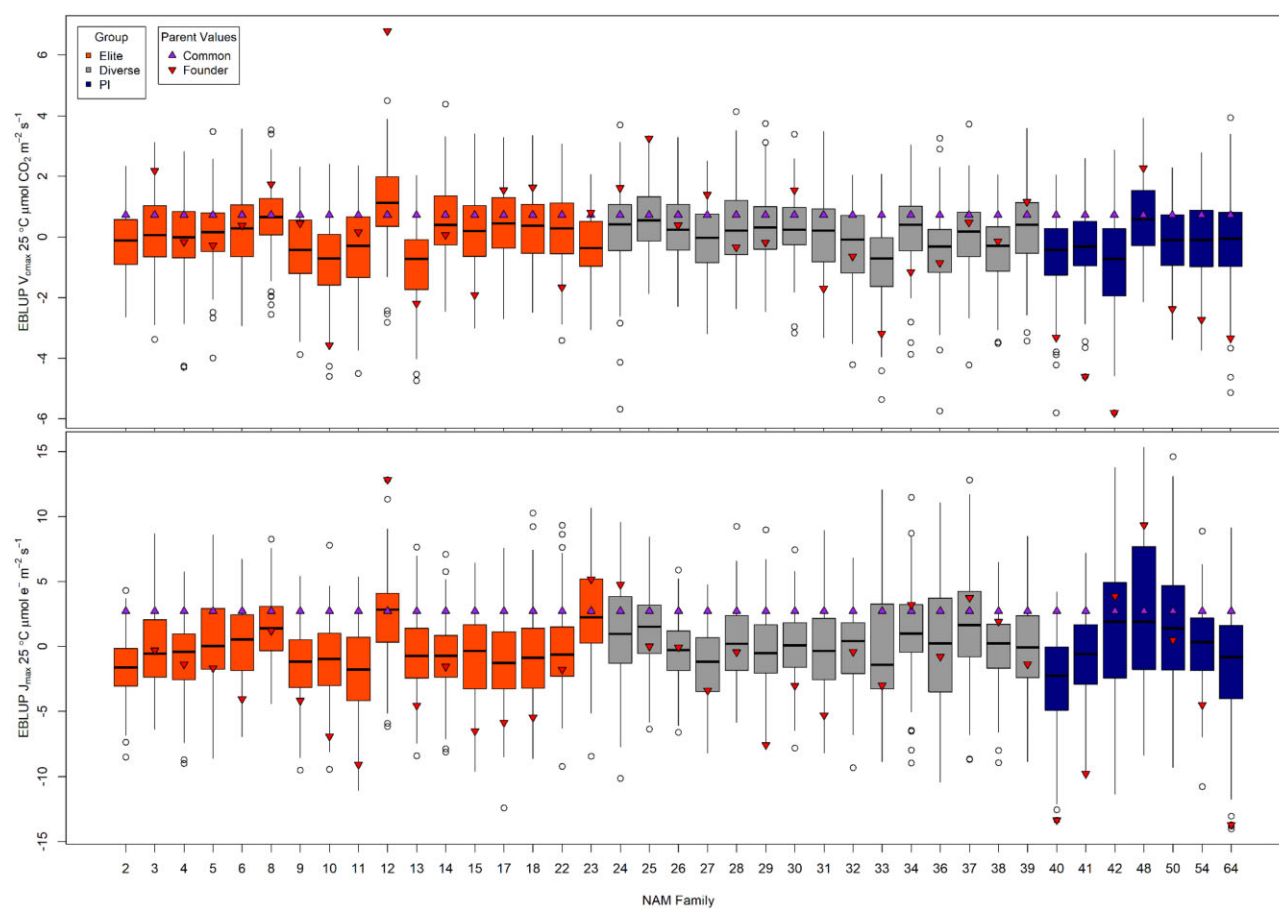 Group
Elite
Diverse
PI
Parent Values
Common
Founder
EBLUP Vcmax 25 °C µmol CO2 m−2 s−1
6
4
2
0
-2
-4
-6
EBLUP Jmax 25 °C µmol e− m−2 s−1
15
10
5
0
-5
-10
-15
2 3 4 5 6 8 9 10 11 12 13 14 15 17 18 22 23 24 25 26 27 28 29 30 31 32 33 34 36 37 38 39 40 41 42 48 50 54 64
NAM Family